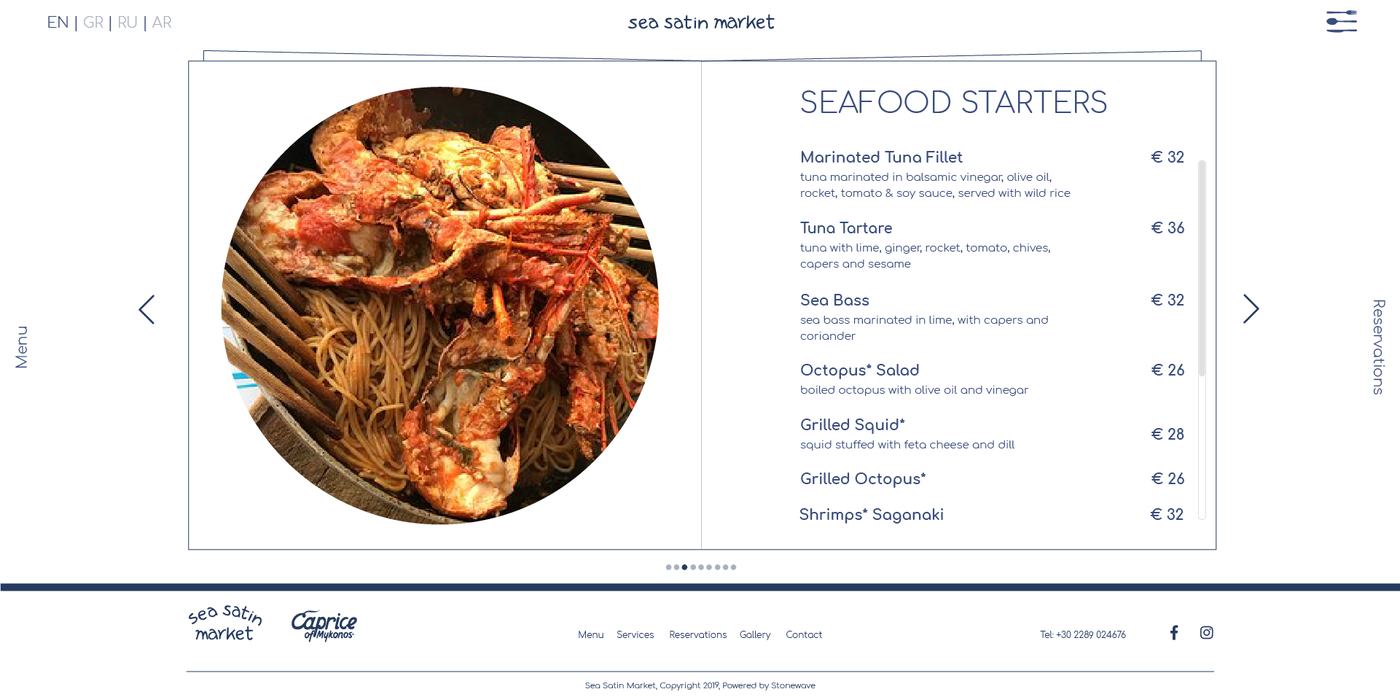 EN | GR | RU | AR
sea satin market
SEAFOOD STARTERS
Marinated Tuna Fillet € 32
tuna marinated in balsamic vinegar, olive oil,
rocket, tomato & soy sauce, served with wild rice
Tuna Tartare € 36
tuna with lime, ginger, rocket, tomato, chives,
capers and sesame
Sea Bass € 32
sea bass marinated in lime, with capers and
coriander
Octopus* Salad € 26
boiled octopus with olive oil and vinegar
Grilled Squid* € 28
squid stuffed with feta cheese and dill
Grilled Octopus* € 26
Shrimps* Saganaki € 32
Menu
Reservations
sea satin
market
Caprice
of Mykonos
Menu Services Reservations Gallery Contact
Tel: +30 2289 024676
Sea Satin Market, Copyright 2019, Powered by Stonewave